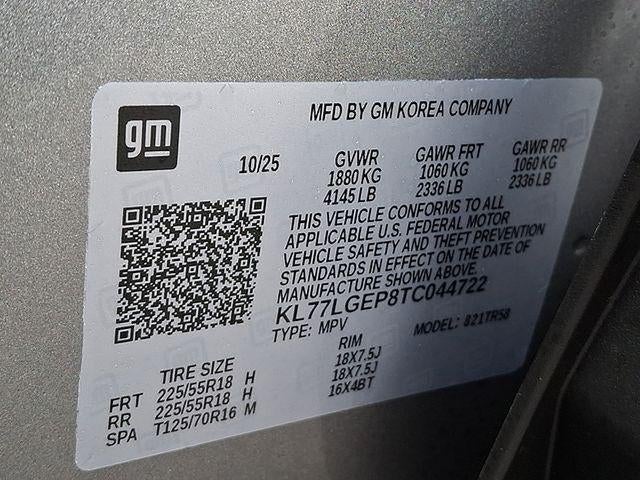 gm
MFD BY GM KOREA COMPANY
10/25
GVWR
1880 KG
4145 LB
GAWR FRT
1060 KG
2336 LB
GAWR RR
1060 KG
2336 LB
THIS VEHICLE CONFORMS TO ALL
APPLICABLE U.S. FEDERAL MOTOR
VEHICLE SAFETY AND THEFT PREVENTION
STANDARDS IN EFFECT ON THE DATE OF
MANUFACTURE SHOWN ABOVE.
KL77LGEP8TC044722
TYPE: MPV MODEL: 821TR58
TIRE SIZE RIM
FRT 225/55R18 H 18X7.5J
RR 225/55R18 H 18X7.5J
SPA T125/70R16 M 16X4BT